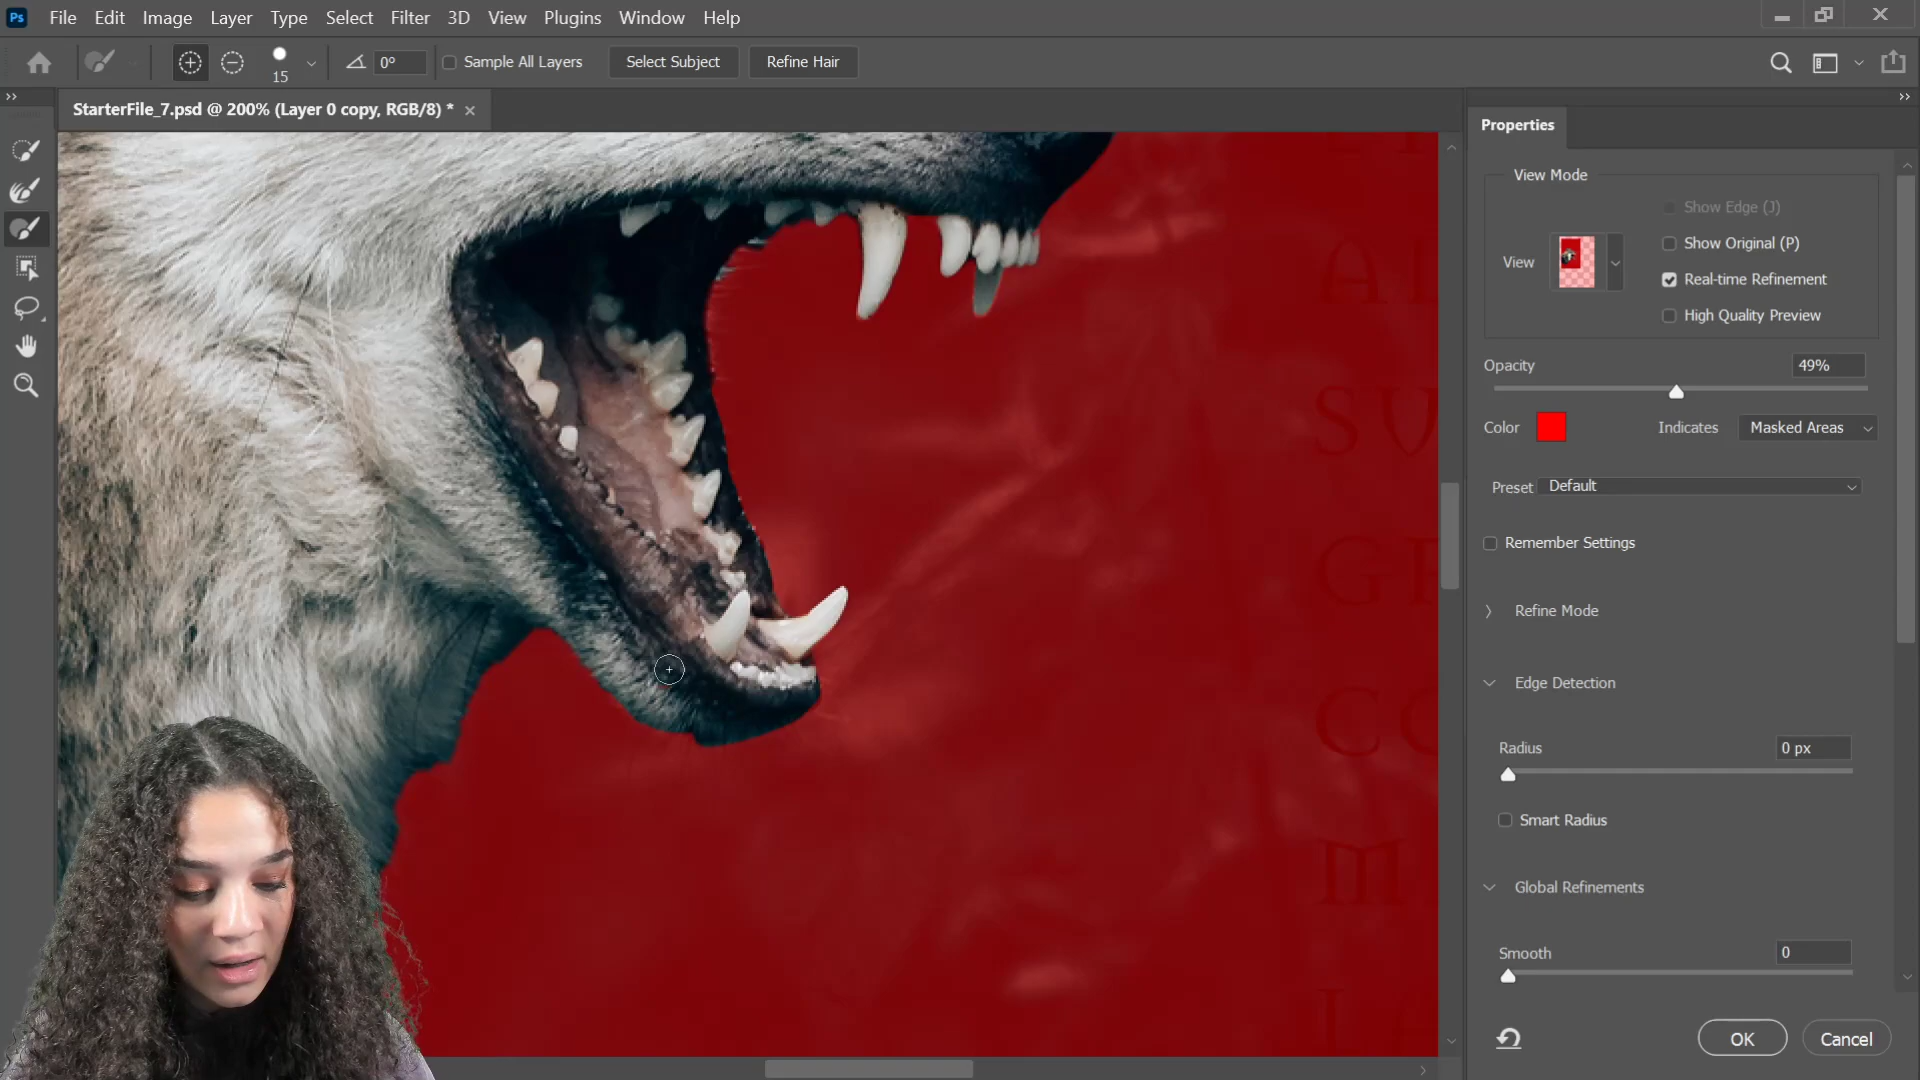 Ps File Edit Image Layer Type Select Filter 3D View Plugins Window Help
15 0° Sample All Layers Select Subject Refine Hair
StarterFile_7.psd @ 200% (Layer 0 copy, RGB/8) *
Properties
View Mode
Show Edge (J)
View
Show Original (P)
Real-time Refinement
High Quality Preview
Opacity 49%
Color Indicates Masked Areas
Preset Default
Remember Settings
Refine Mode
Edge Detection
Radius 0 px
Smart Radius
Global Refinements
Smooth 0
OK Cancel